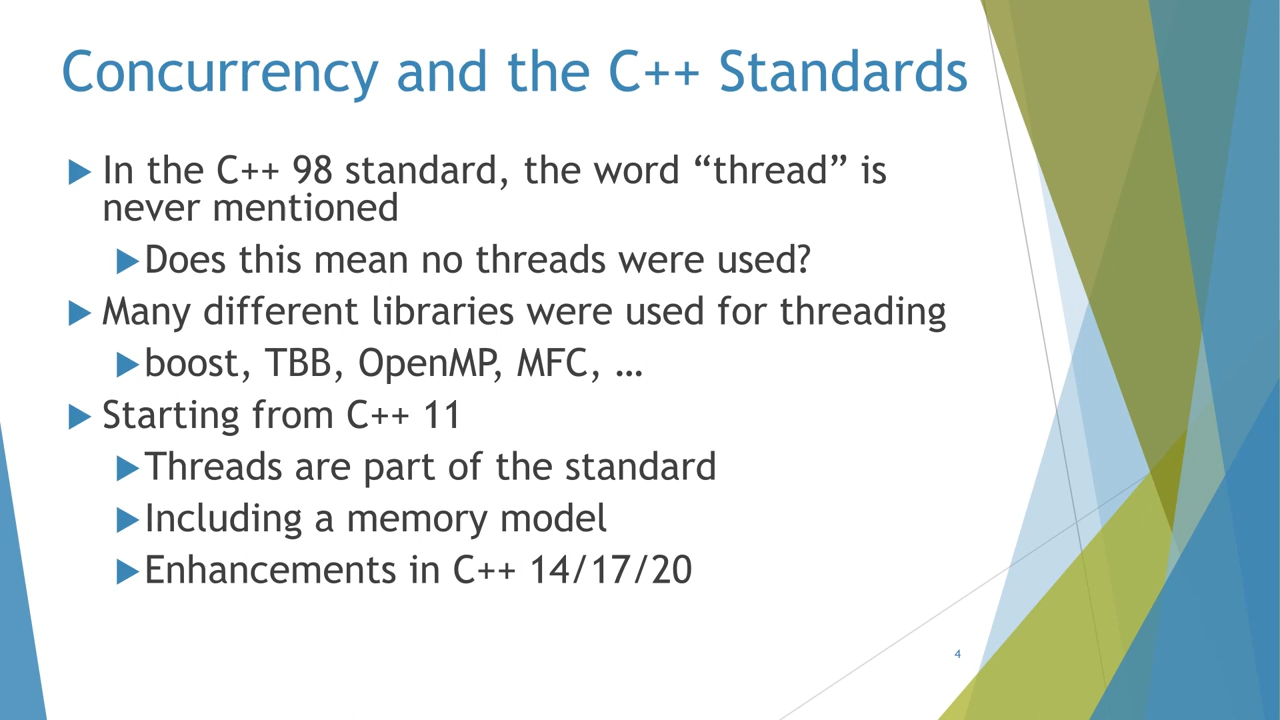 Concurrency and the C++ Standards
In the C++ 98 standard, the word “thread” is
never mentioned
Does this mean no threads were used?
Many different libraries were used for threading
boost, TBB, OpenMP, MFC, …
Starting from C++ 11
Threads are part of the standard
Including a memory model
Enhancements in C++ 14/17/20
4